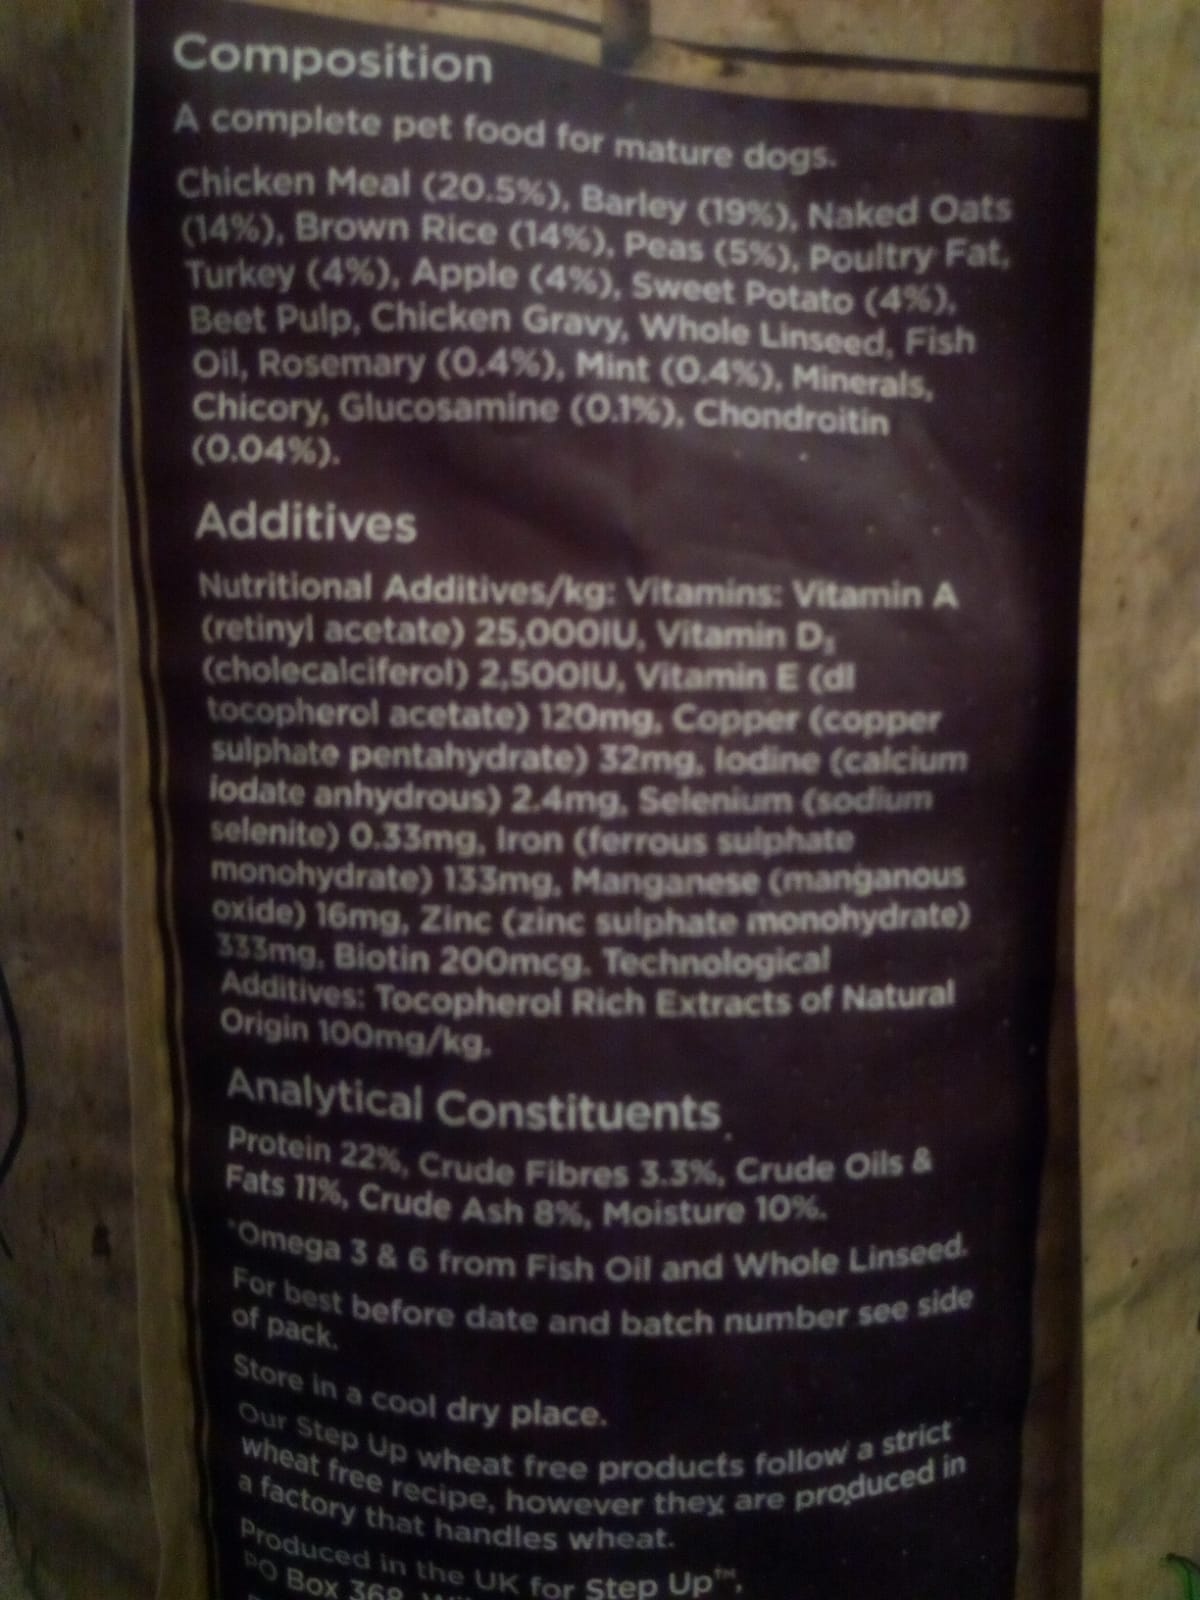 Composition
A complete pet food for mature dogs.
Chicken Meal (20.5%), Barley (19%), Naked Oats
(14%), Brown Rice (14%), Peas (5%), Poultry Fat,
Turkey (4%), Apple (4%), Sweet Potato (4%),
Beet Pulp, Chicken Gravy, Whole Linseed, Fish
Oil, Rosemary (0.4%), Mint (0.4%), Minerals,
Chicory, Glucosamine (0.1%), Chondroitin
(0.04%).
Additives
Nutritional Additives/kg: Vitamins: Vitamin A
(retinyl acetate) 25,000IU, Vitamin D₃
(cholecalciferol) 2,500IU, Vitamin E (dl
tocopherol acetate) 120mg, Copper (copper
sulphate pentahydrate) 32mg, Iodine (calcium
iodate anhydrous) 2.4mg, Selenium (sodium
selenite) 0.33mg, Iron (ferrous sulphate
monohydrate) 133mg, Manganese (manganous
oxide) 16mg, Zinc (zinc sulphate monohydrate)
333mg, Biotin 200mcg. Technological
Additives: Tocopherol Rich Extracts of Natural
Origin 100mg/kg.
Analytical Constituents
Protein 22%, Crude Fibres 3.3%, Crude Oils &
Fats 11%, Crude Ash 8%, Moisture 10%.
*Omega 3 & 6 from Fish Oil and Whole Linseed.
For best before date and batch number see side
of pack.
Store in a cool dry place.
Our Step Up wheat free products follow a strict
wheat free recipe, however they are produced in
a factory that handles wheat.
Produced in the UK for Step Up™,
PO Box 368,